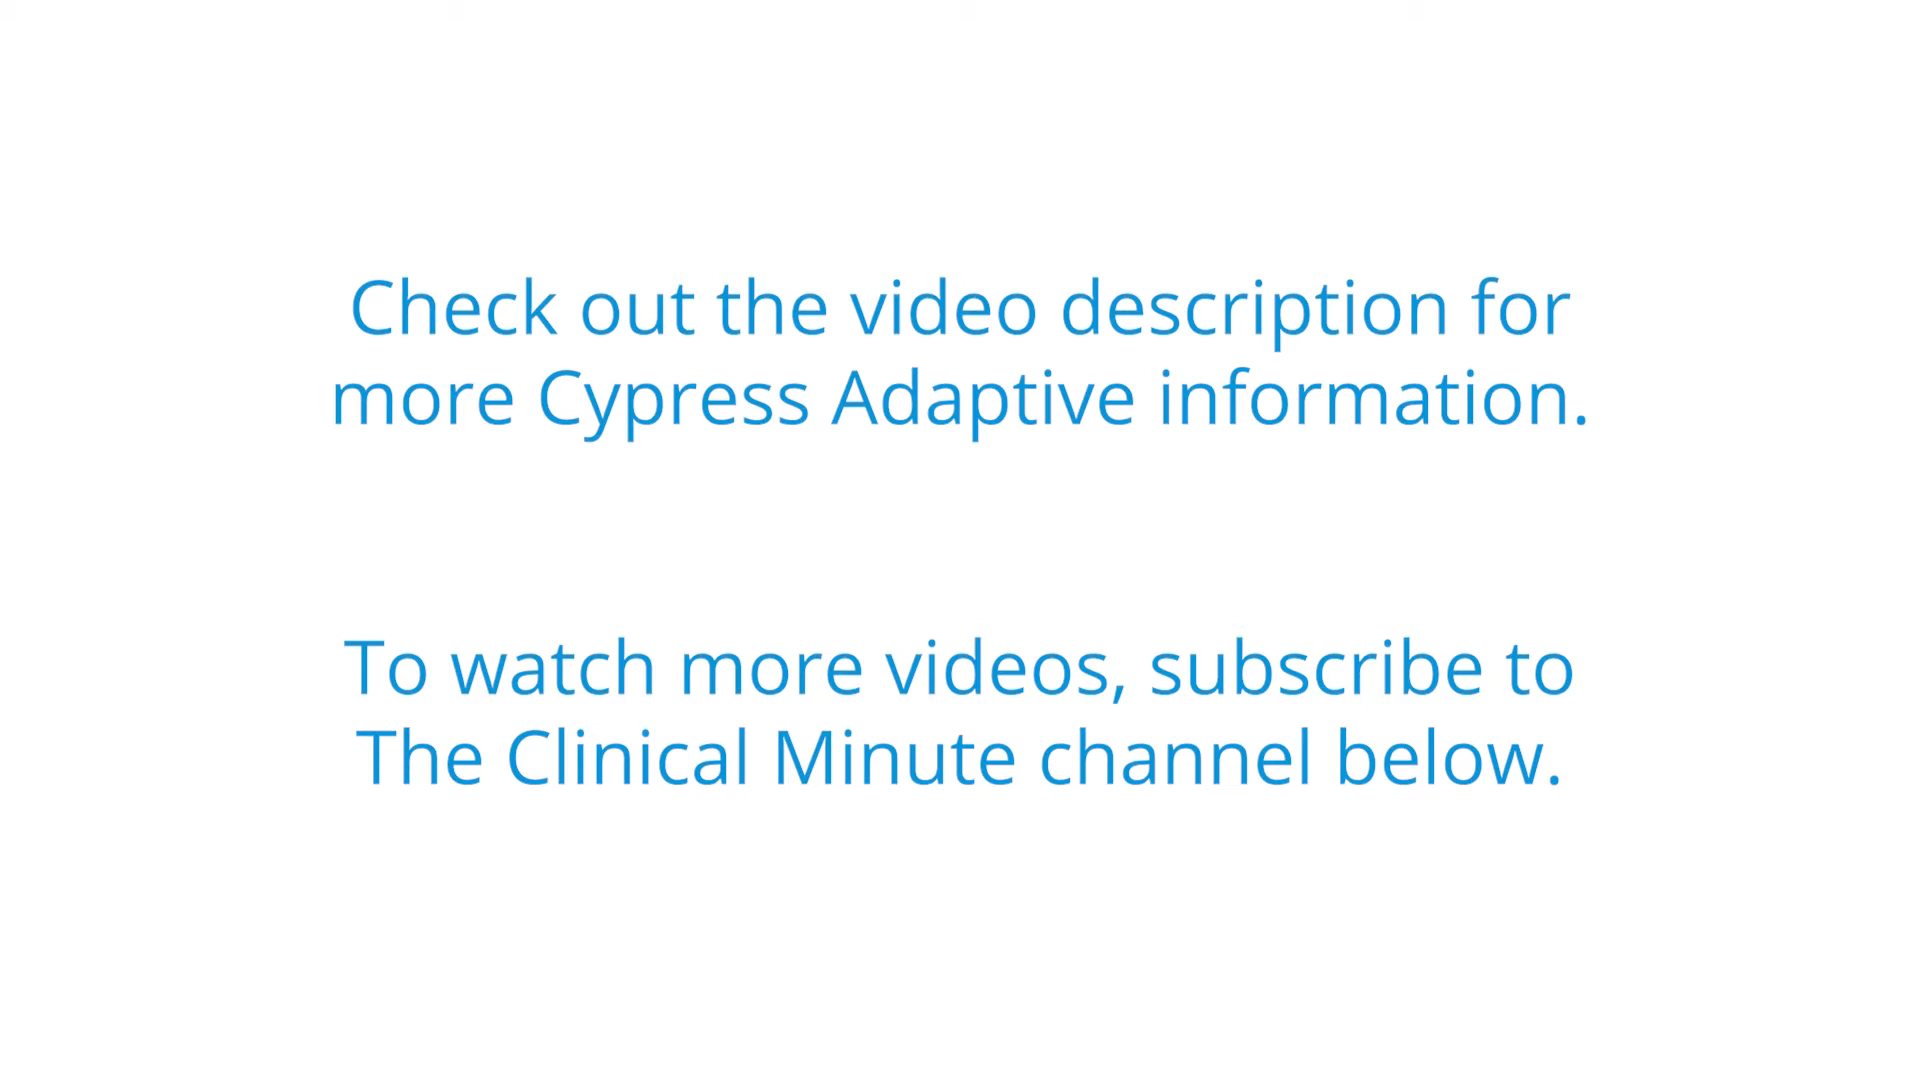 Check out the video description for
more Cypress Adaptive information.
To watch more videos, subscribe to
The Clinical Minute channel below.